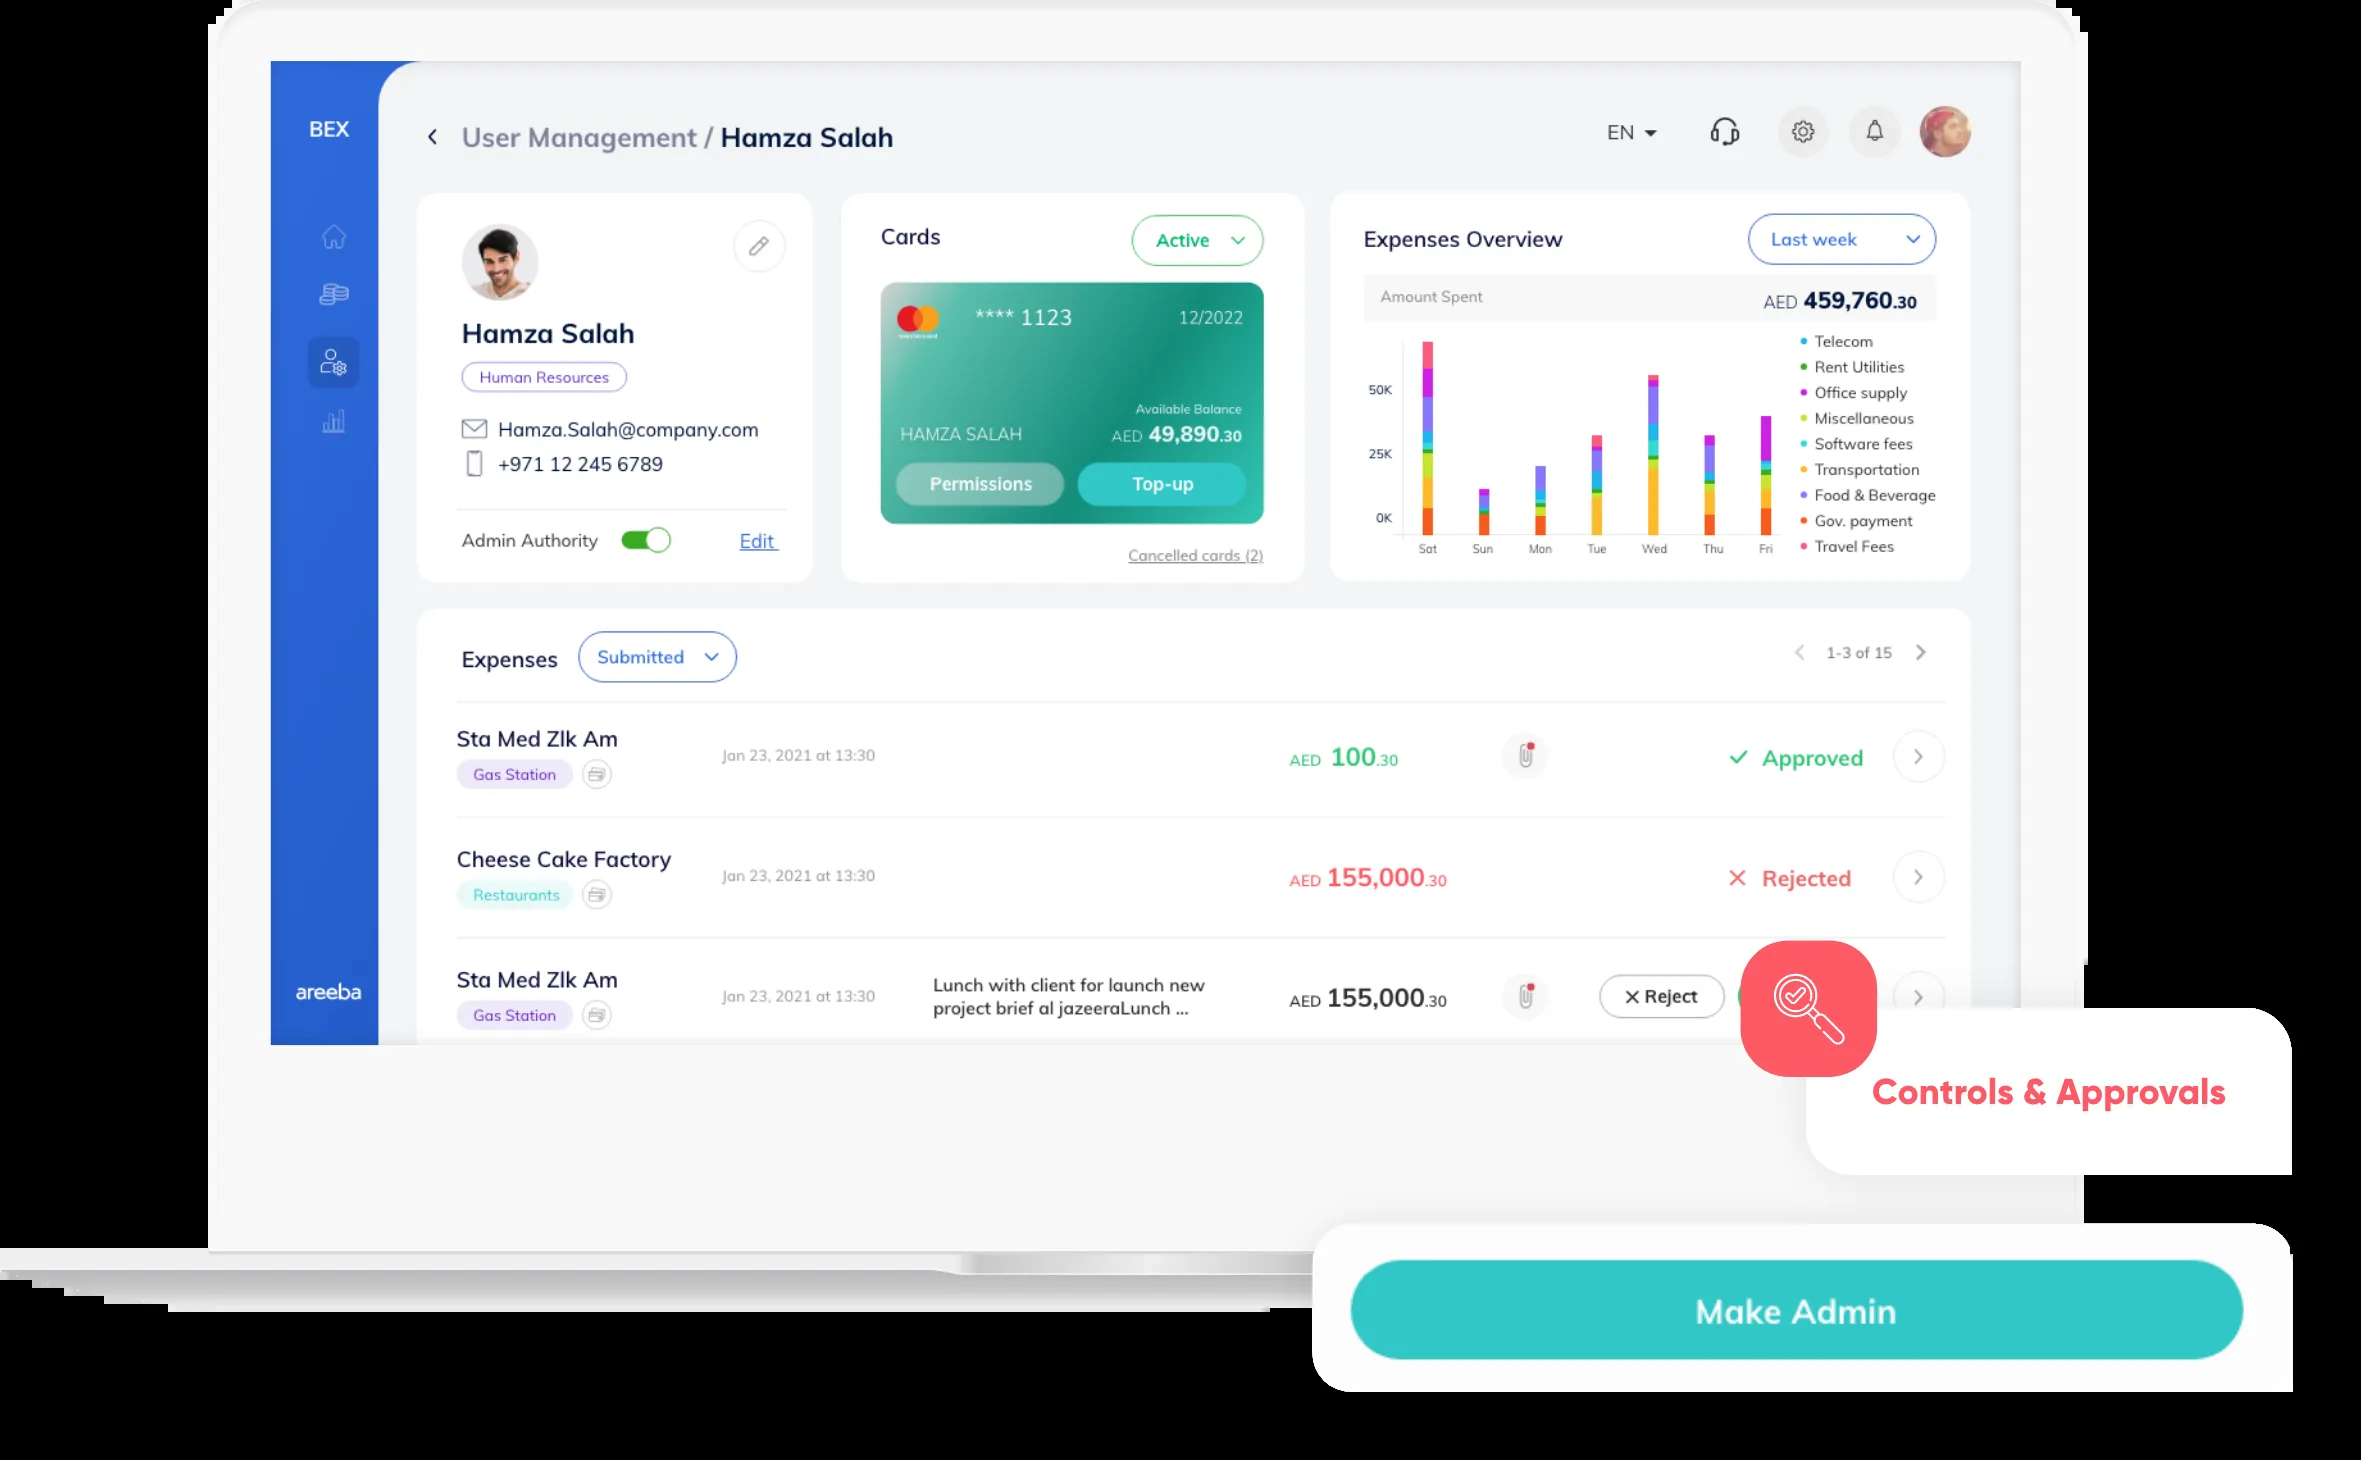 BEX
User Management / Hamza Salah
EN
Hamza Salah
Human Resources
Hamza.Salah@company.com
+971 12 245 6789
Admin Authority
Edit
Cards
Active
**** 1123
12/2022
Available Balance
HAMZA SALAH
AED 49,890.30
Permissions
Top-up
Cancelled cards (2)
Expenses Overview
Last week
Amount Spent
AED 459,760.30
50K
25K
0K
Sat Sun Mon Tue Wed Thu Fri
Telecom
Rent Utilities
Office supply
Miscellaneous
Software fees
Transportation
Food & Beverage
Gov. payment
Travel Fees
Expenses
Submitted
1-3 of 15
Sta Med Zlk Am
Gas Station
Jan 23, 2021 at 13:30
AED 100.30
Approved
Cheese Cake Factory
Restaurants
Jan 23, 2021 at 13:30
AED 155,000.30
Rejected
Sta Med Zlk Am
Gas Station
Jan 23, 2021 at 13:30
Lunch with client for launch new
project brief al jazeeraLunch ...
AED 155,000.30
Reject
areeba
Controls & Approvals
Make Admin